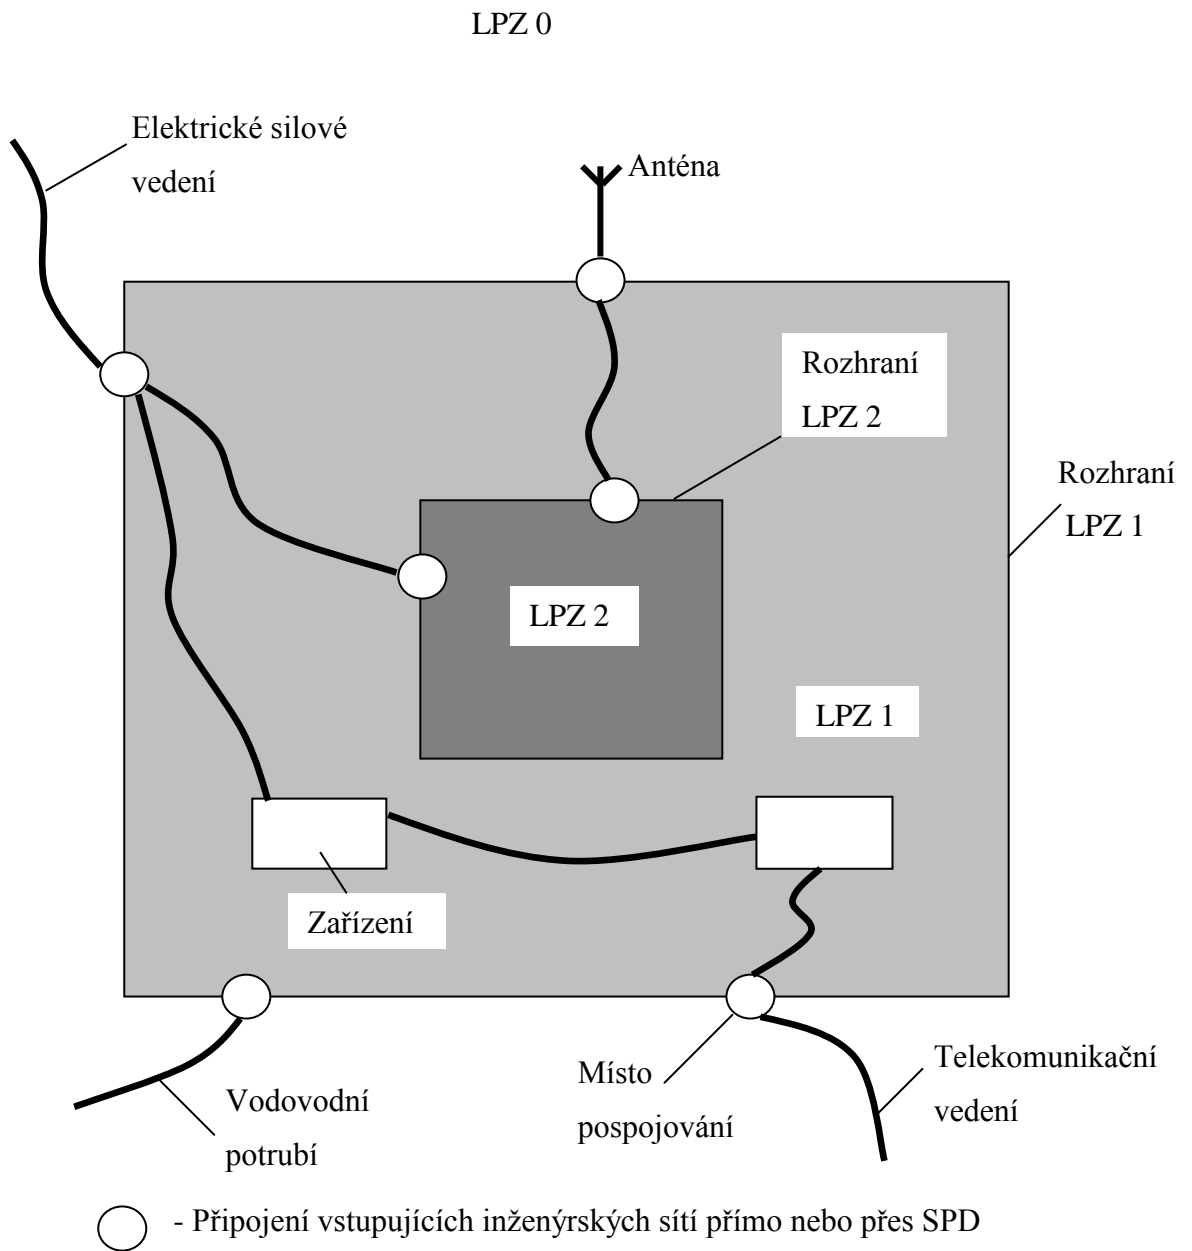 LPZ 0
Elektrické silové
vedení
Anténa
Rozhraní
LPZ 2
Rozhraní
LPZ 1
LPZ 2
LPZ 1
Zařízení
Vodovodní
potrubí
Místo
pospojování
Telekomunikační
vedení
- Připojení vstupujících inženýrských sítí přímo nebo přes SPD